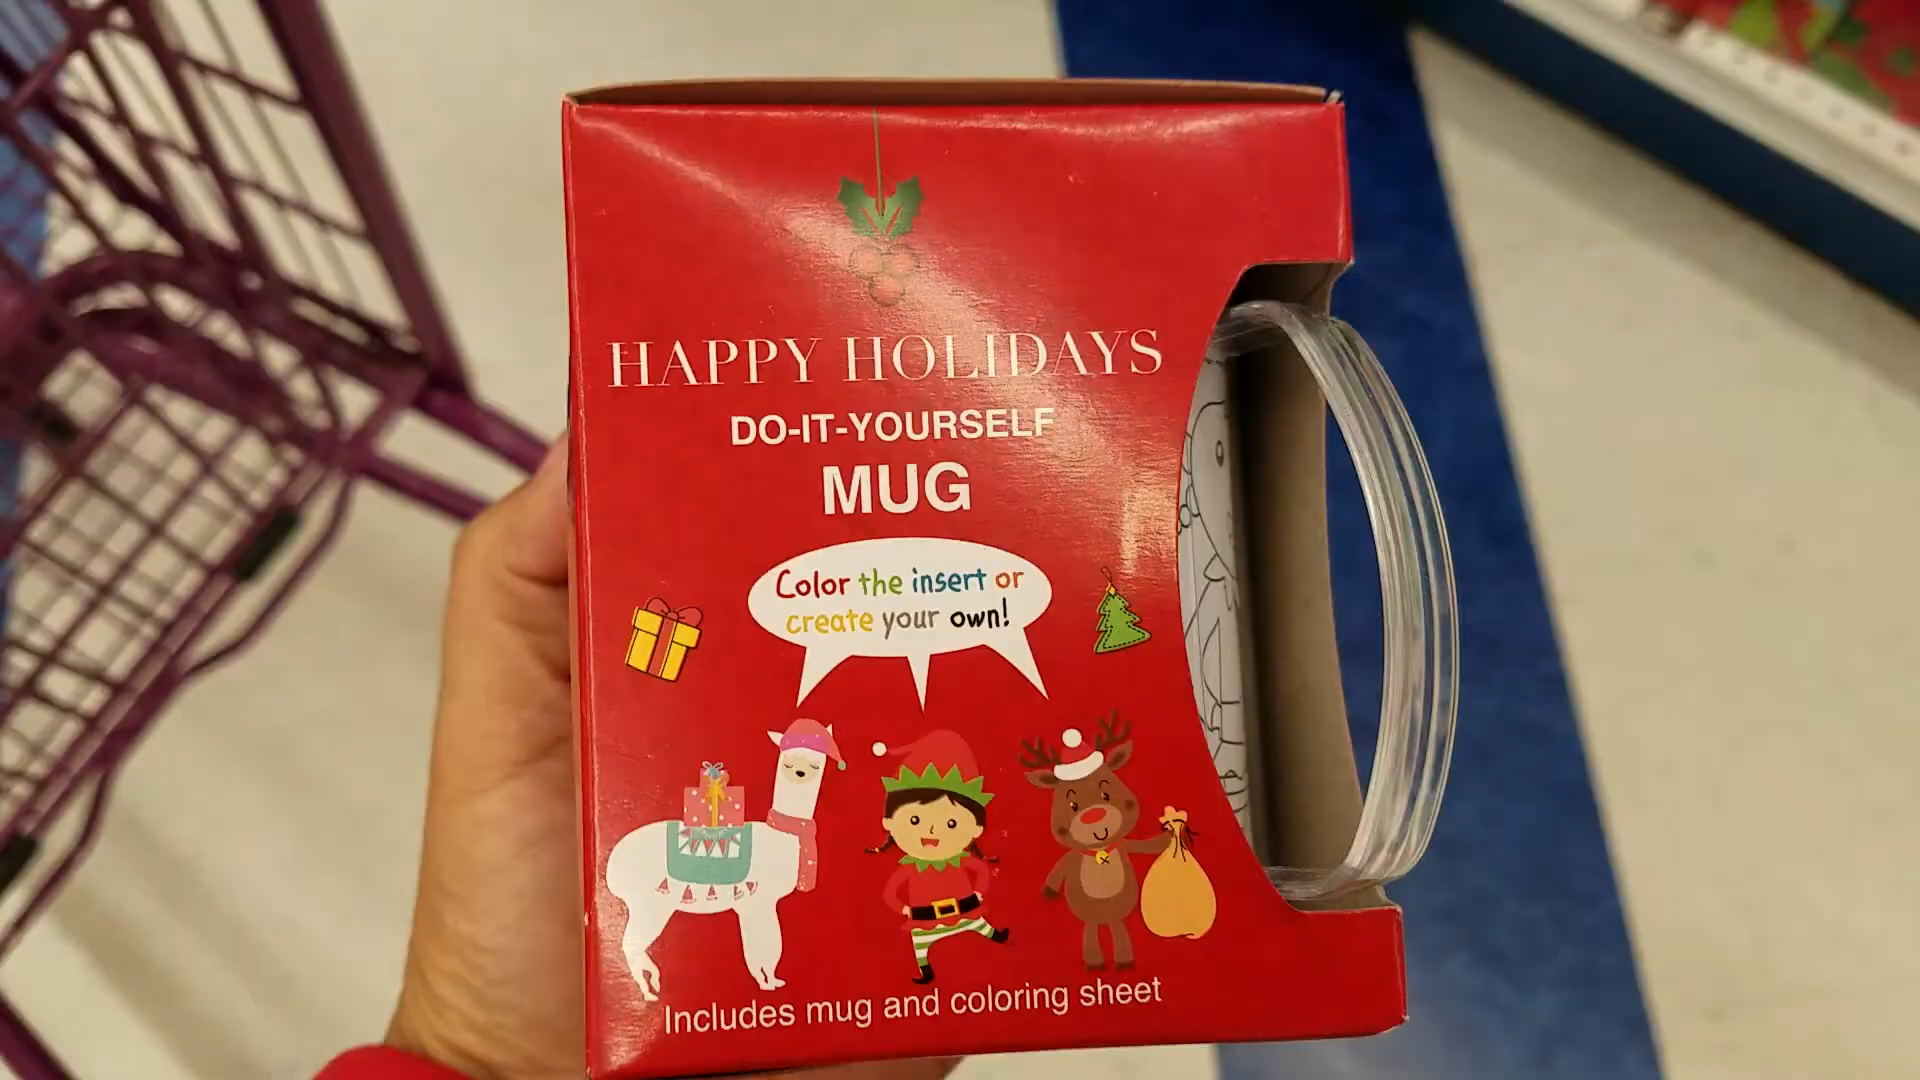 HAPPY HOLIDAYS
DO-IT-YOURSELF
MUG
Color the insert or
create your own!
Includes mug and coloring sheet